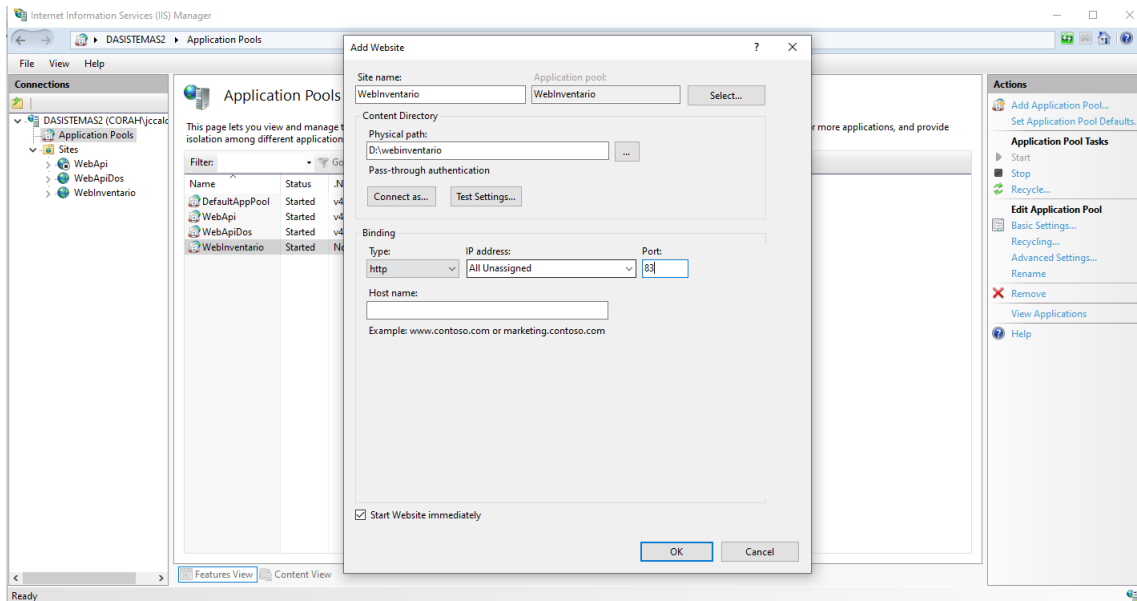 Internet Information Services (IIS) Manager
DASISTEMAS2 Application Pools
File View Help
Connections
DASISTEMAS2 (CORAH\jccald
Application Pools
Sites
WebApi
WebApiDos
WebInventario
Application Pools
This page lets you view and manage t
isolation among different application
r more applications, and provide
Filter: Go
Name Status .N
DefaultAppPool Started v4
WebApi Started v4
WebApiDos Started v4
WebInventario Started No
Features View Content View
Add Website ?
Site name: Application pool:
WebInventario WebInventario Select...
Content Directory
Physical path:
D:\webinventario ...
Pass-through authentication
Connect as... Test Settings...
Binding
Type: IP address: Port:
http All Unassigned 83
Host name:
Example: www.contoso.com or marketing.contoso.com
Start Website immediately
OK Cancel
Actions
Add Application Pool...
Set Application Pool Defaults.
Application Pool Tasks
Start
Stop
Recycle...
Edit Application Pool
Basic Settings...
Recycling...
Advanced Settings...
Rename
Remove
View Applications
Help
Ready